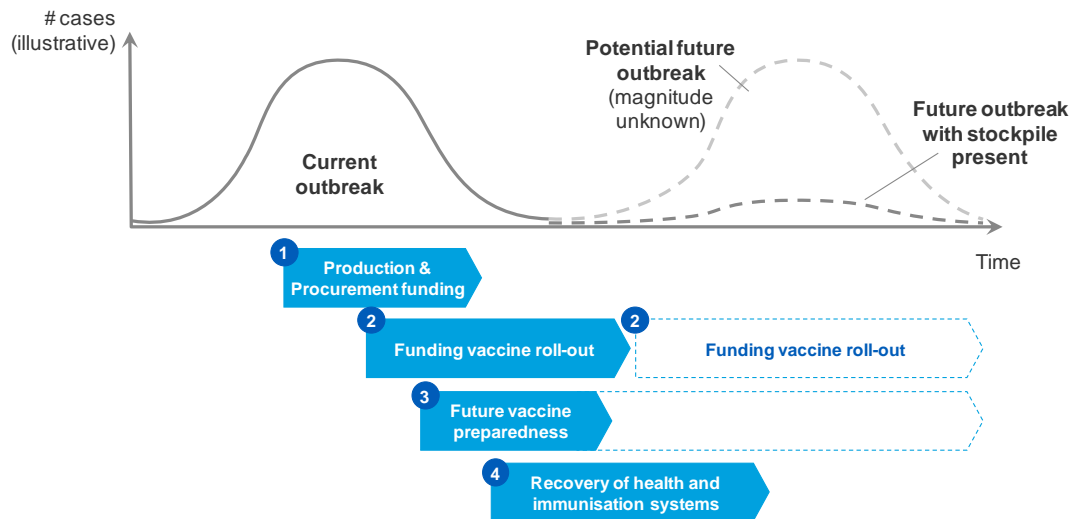 # cases
(illustrative)
Potential future
outbreak
(magnitude
unknown)
Future outbreak
with stockpile
present
Current
outbreak
Time
1
Production &
Procurement funding
2
Funding vaccine roll-out
2
Funding vaccine roll-out
3
Future vaccine
preparedness
4
Recovery of health and
immunisation systems